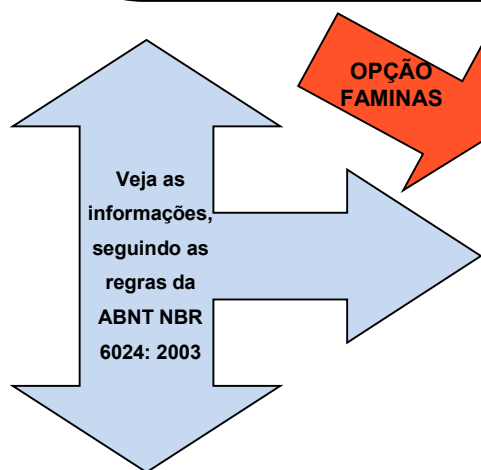 OPÇÃO
FAMINAS
Veja as
informações,
seguindo as
regras da
ABNT NBR
6024: 2003